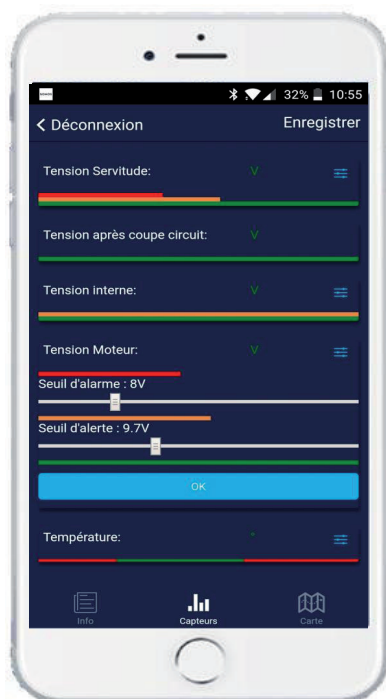 32% 10:55
Déconnexion Enregistrer
Tension Servitude: V
Tension après coupe circuit: V
Tension interne: V
Tension Moteur: V
Seuil d'alarme : 8V
Seuil d'alerte : 9.7V
OK
Température: °
Info Capteurs Carte